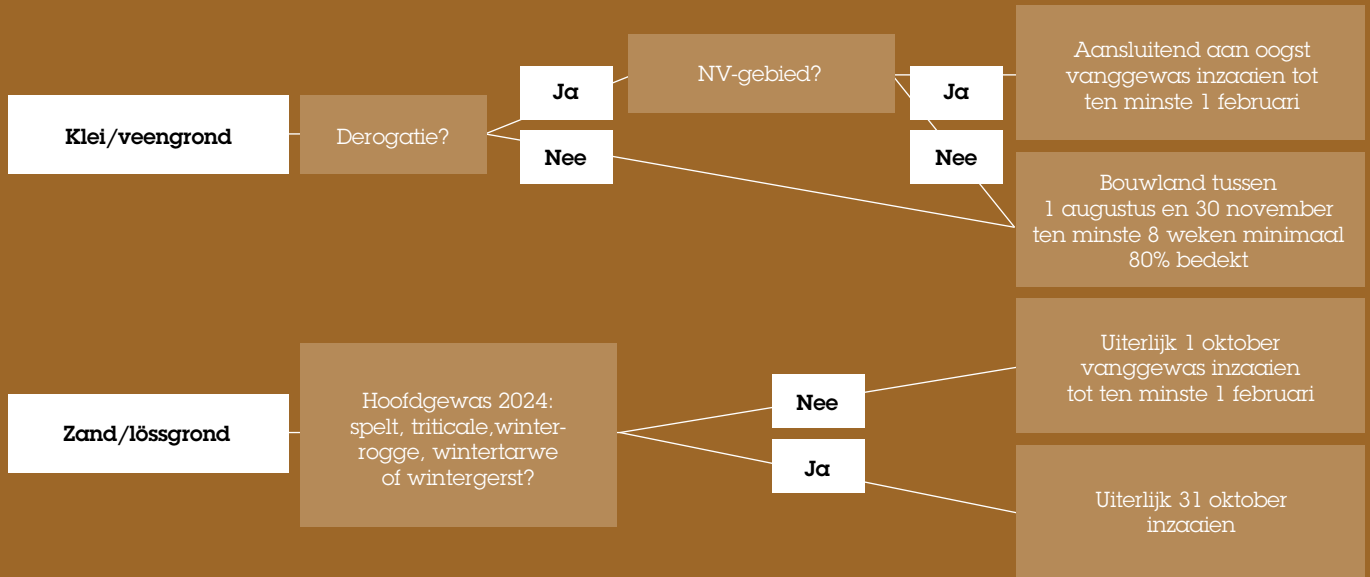 Klei/veengrond
Derogatie?
Ja
Nee
NV-gebied?
Ja
Nee
Aansluitend aan oogst
vanggewas inzaaien tot
ten minste 1 februari
Bouwland tussen
1 augustus en 30 november
ten minste 8 weken minimaal
80% bedekt
Zand/lössgrond
Hoofdgewas 2024:
spelt, triticale,winter-
rogge, wintertarwe
of wintergerst?
Nee
Ja
Uiterlijk 1 oktober
vanggewas inzaaien
tot ten minste 1 februari
Uiterlijk 31 oktober
inzaaien